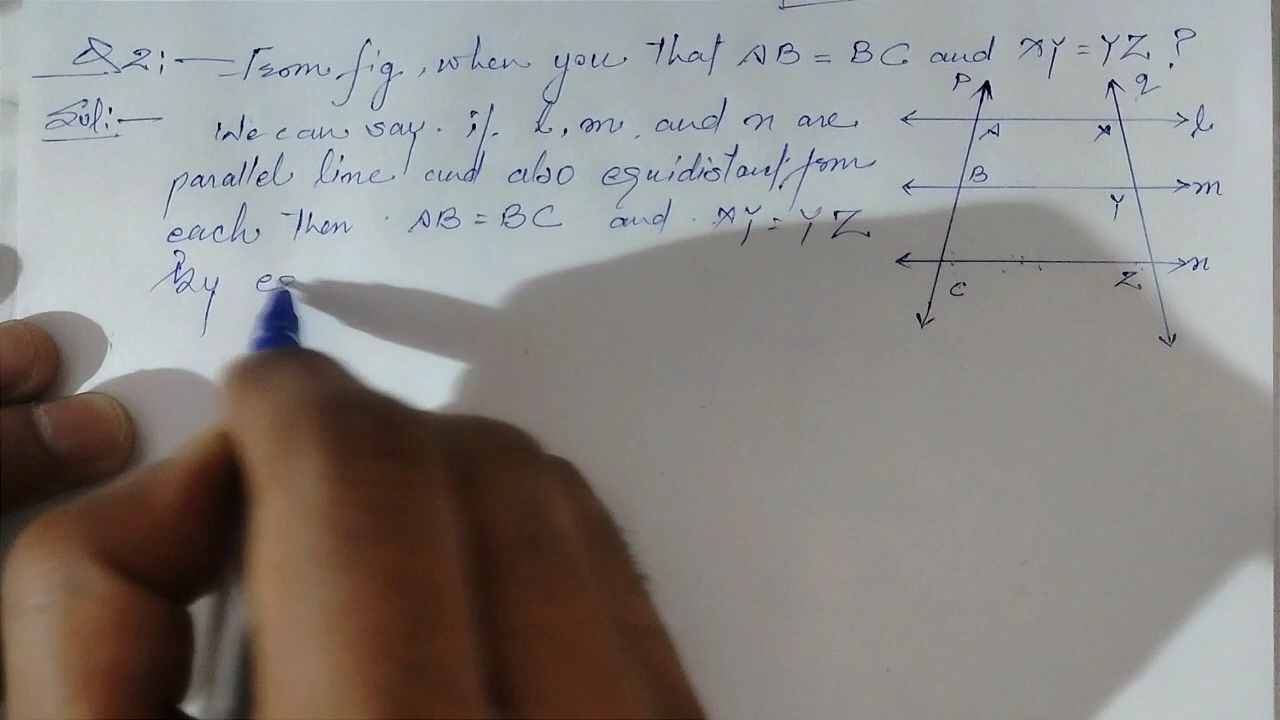 Q2:— From fig, when you that AB = BC and XY = YZ ?
Sol:— We can say. if l, m, and n are
parallel line and also equidistant from
each then AB = BC and XY = YZ
By eq
P q
A X l
B Y m
C Z n